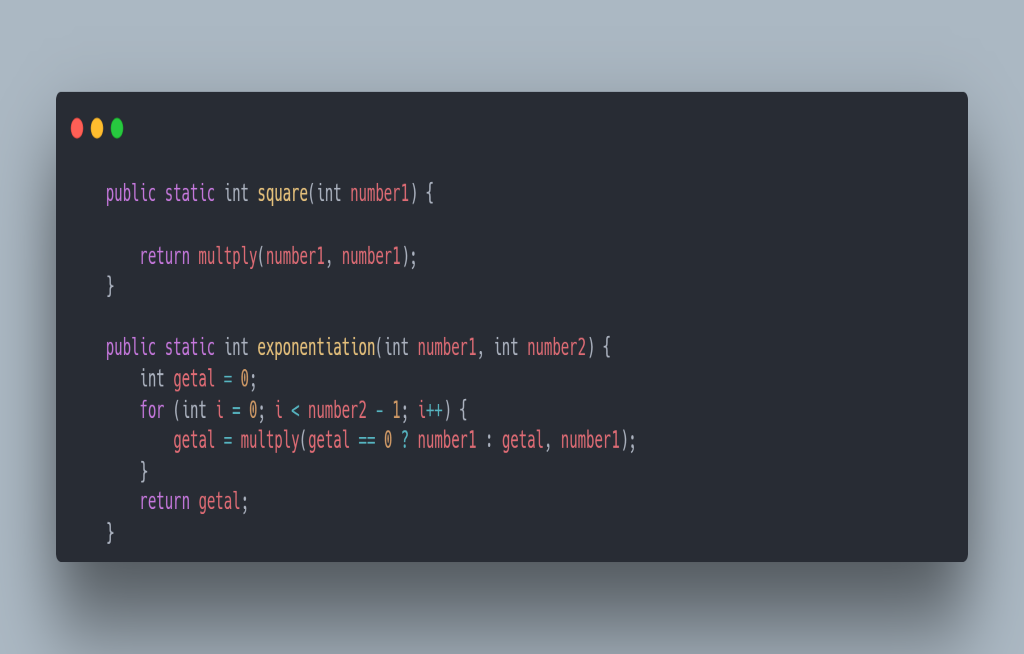 public static int square(int number1) {
return multply(number1, number1);
}
public static int exponentiation(int number1, int number2) {
int getal = 0;
for (int i = 0; i < number2 - 1; i++) {
getal = multply(getal == 0 ? number1 : getal, number1);
}
return getal;
}